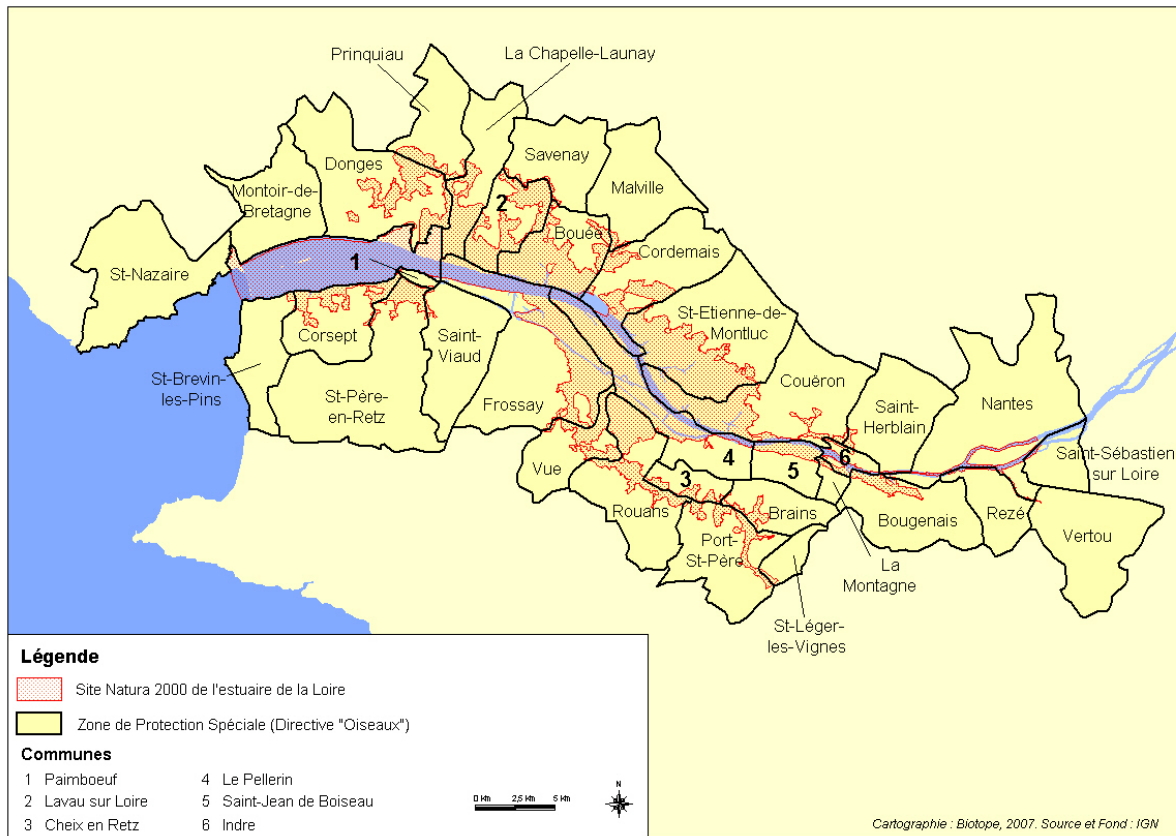 Prinquiau
La Chapelle-Launay
Donges
Savenay
Malville
Montoir-de-
Bretagne
2
Bouée
Cordemais
St-Nazaire
1
St-Etienne-de-
Montluc
Corsept
Saint-
Viaud
St-Brevin-
les-Pins
St-Père-
en-Retz
Frossay
Couëron
Saint-
Herblain
Nantes
Saint-Sébastien
sur Loire
Vue
4
6
5
3
Rouans
Brains
Bougenais
Rezé
Vertou
Port-
St-Père
La
Montagne
St-Léger-
les-Vignes
Légende
Site Natura 2000 de l'estuaire de la Loire
Zone de Protection Spéciale (Directive "Oiseaux")
Communes
1 Paimboeuf
2 Lavau sur Loire
3 Cheix en Retz
4 Le Pellerin
5 Saint-Jean de Boiseau
6 Indre
0 km 2,5 km 5 km
N
Cartographie : Biotope, 2007. Source et Fond : IGN